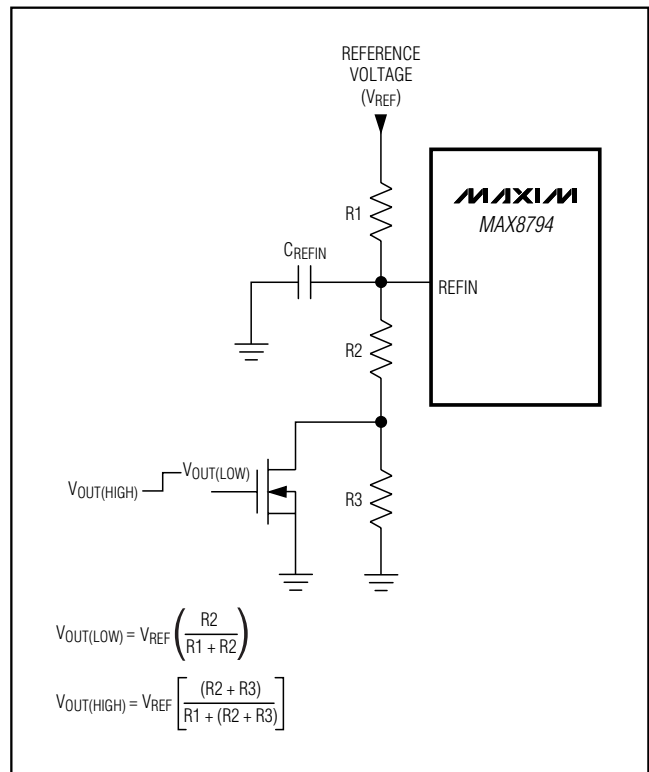 REFERENCE
VOLTAGE
(VREF)
MAXIM
MAX8794
R1
CREFIN
REFIN
R2
VOUT(LOW)
VOUT(HIGH)
R3
VOUT(LOW) = VREF (R2 / R1 + R2)
VOUT(HIGH) = VREF [(R2 + R3) / R1 + (R2 + R3)]